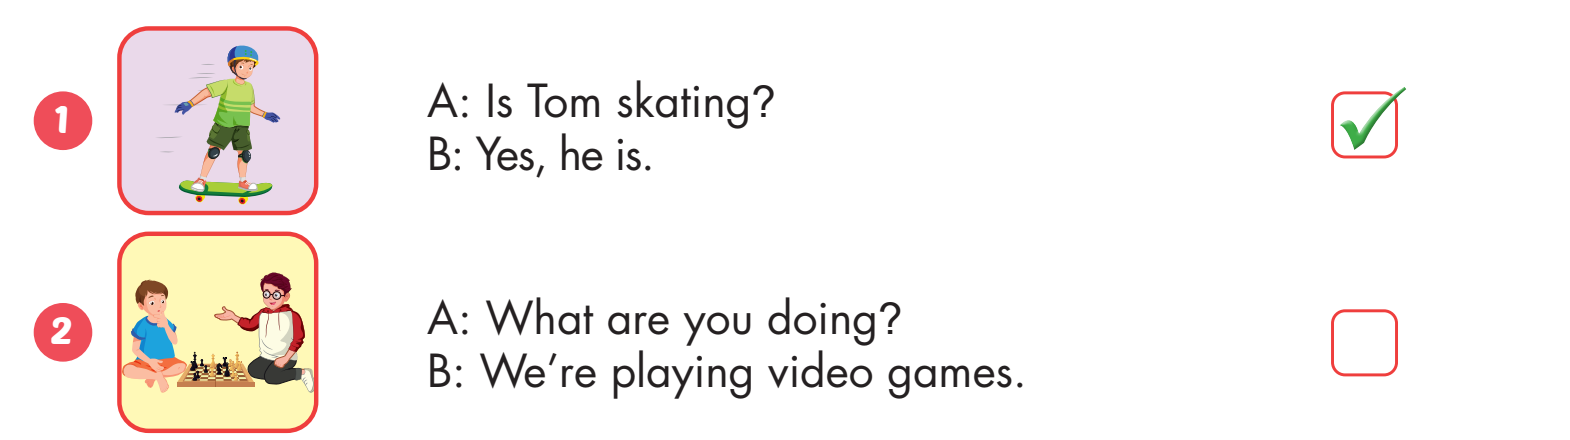 1
A: Is Tom skating?
B: Yes, he is.
2
A: What are you doing?
B: We’re playing video games.